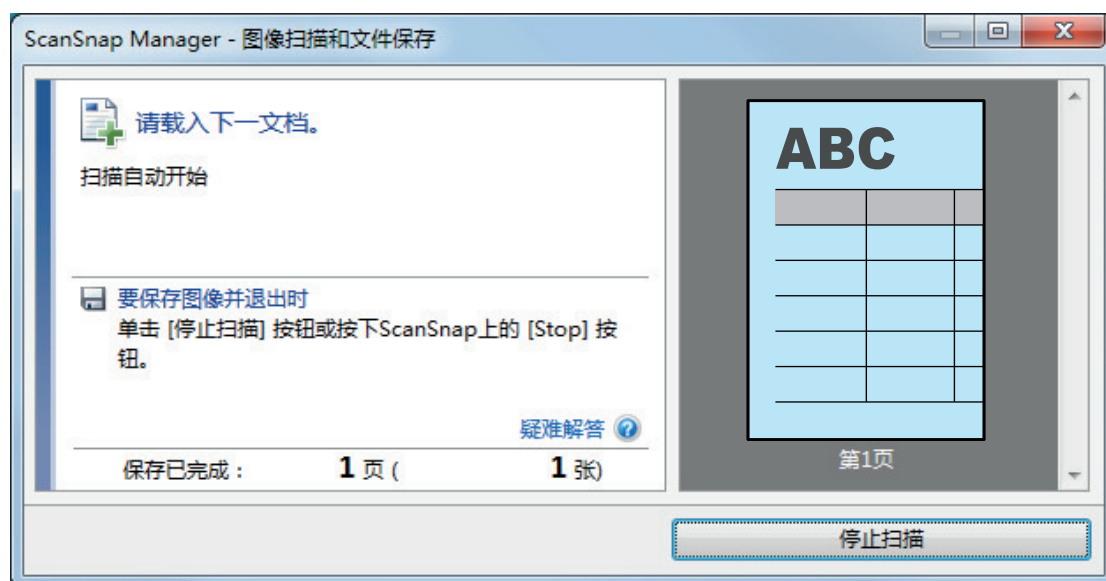 ScanSnap Manager - 图像扫描和文件保存
请载入下一文档。
扫描自动开始
要保存图像并退出时
单击 [停止扫描] 按钮或按下ScanSnap上的 [Stop] 按
钮。
疑难解答
保存已完成： 1 页 ( 1 张)
ABC
第1页
停止扫描